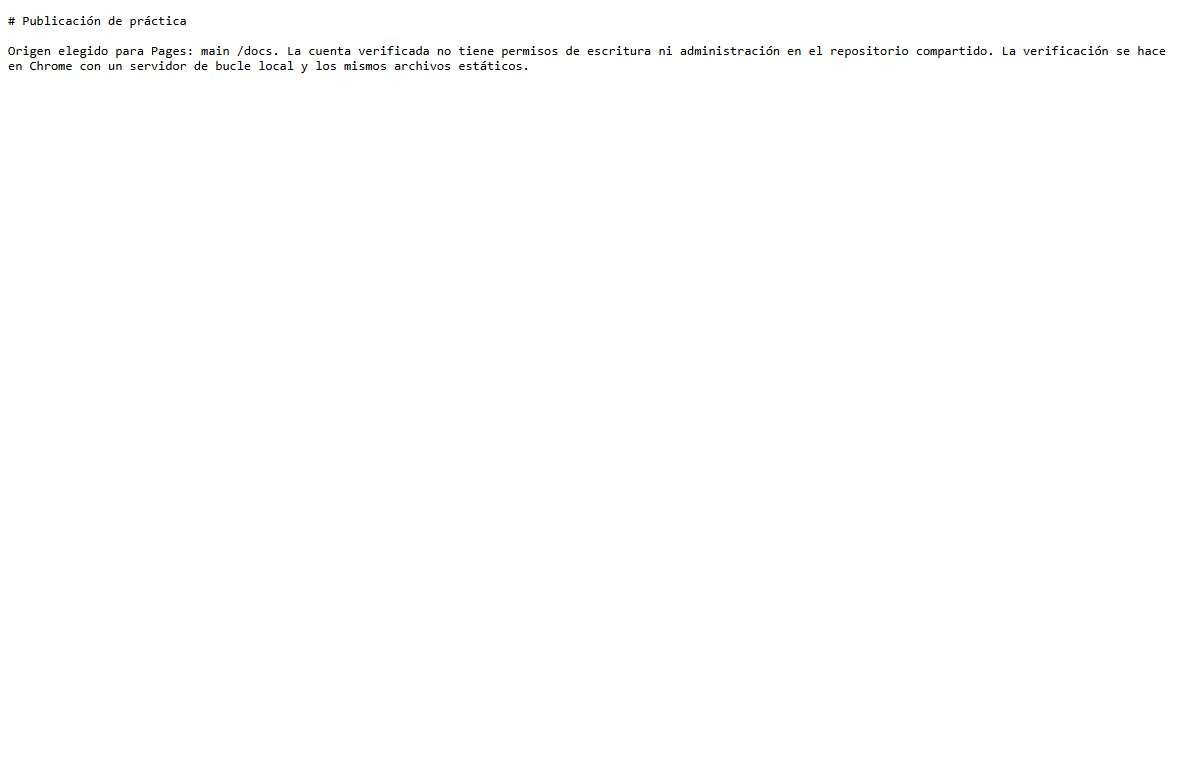 # Publicación de práctica
Origen elegido para Pages: main /docs. La cuenta verificada no tiene permisos de escritura ni administración en el repositorio compartido. La verificación se hace
en Chrome con un servidor de bucle local y los mismos archivos estáticos.